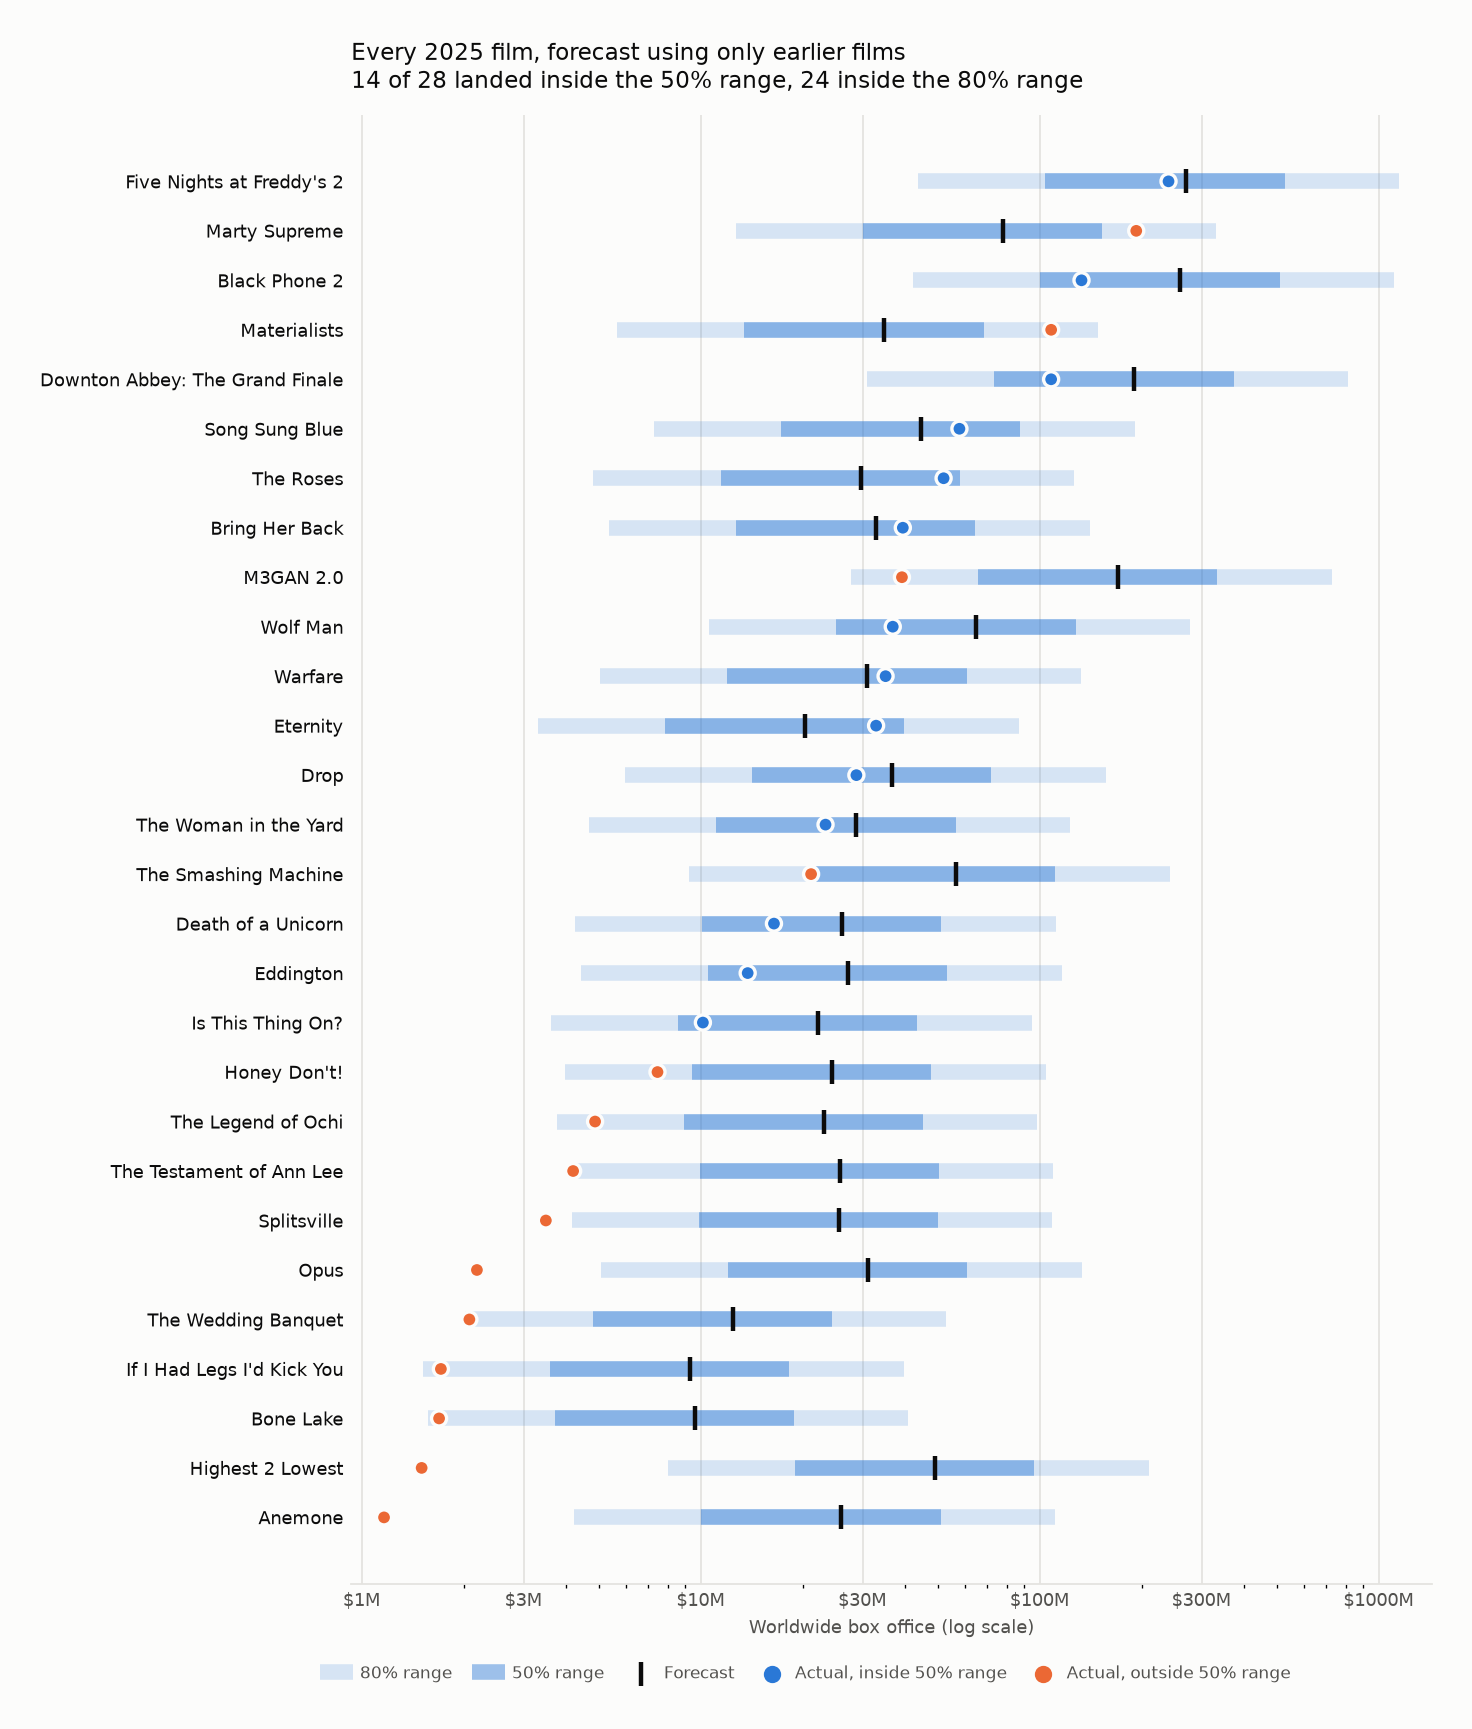 Every 2025 film, forecast using only earlier films
14 of 28 landed inside the 50% range, 24 inside the 80% range
Five Nights at Freddy's 2
Marty Supreme
Black Phone 2
Materialists
Downton Abbey: The Grand Finale
Song Sung Blue
The Roses
Bring Her Back
M3GAN 2.0
Wolf Man
Warfare
Eternity
Drop
The Woman in the Yard
The Smashing Machine
Death of a Unicorn
Eddington
Is This Thing On?
Honey Don't!
The Legend of Ochi
The Testament of Ann Lee
Splitsville
Opus
The Wedding Banquet
If I Had Legs I'd Kick You
Bone Lake
Highest 2 Lowest
Anemone
$1M $3M $10M $30M $100M $300M $1000M
Worldwide box office (log scale)
80% range 50% range Forecast Actual, inside 50% range Actual, outside 50% range